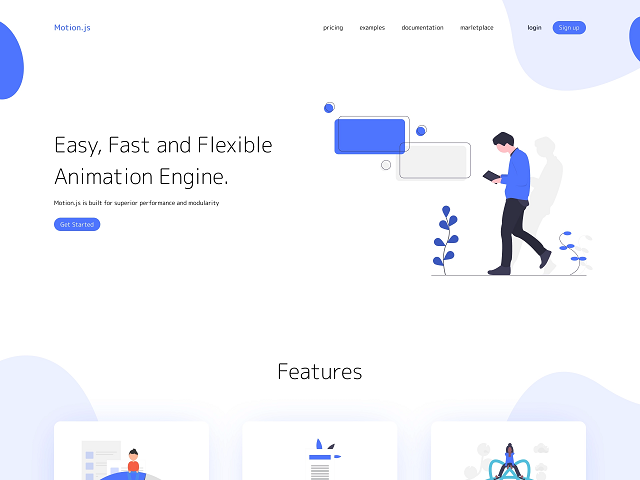 Motion.js
pricing
examples
documentation
marletplace
login
Sign up
Easy, Fast and Flexible
Animation Engine.
Motion.js is built for superior performance and modularity
Get Started
Features